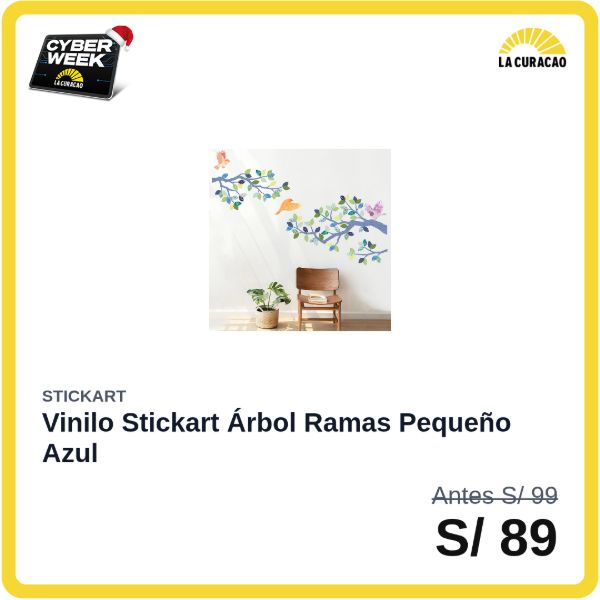 CYBER
WEEK
LA CURACAO
LA CURACAO
STICKART
Vinilo Stickart Árbol Ramas Pequeño
Azul
Antes S/ 99
S/ 89